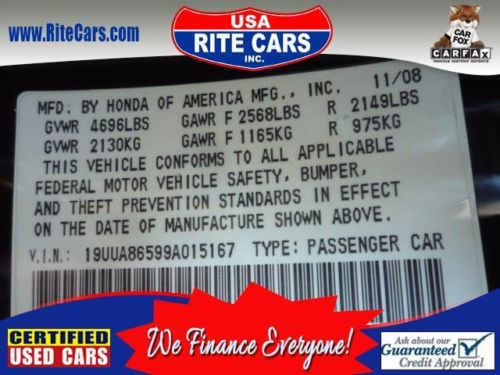 www.RiteCars.com
USA
RITE CARS
INC.
CAR
FOX
CARFAX
VEHICLE HISTORY REPORTS
11/08
MFD. BY HONDA OF AMERICA MFG., INC.
GVWR 4696LBS GAWR F 2568LBS R 2149LBS
GVWR 2130KG GAWR F 1165KG R 975KG
THIS VEHICLE CONFORMS TO ALL APPLICABLE
FEDERAL MOTOR VEHICLE SAFETY, BUMPER,
AND THEFT PREVENTION STANDARDS IN EFFECT
ON THE DATE OF MANUFACTURE SHOWN ABOVE.
V.I.N.: 19UUA86599A015167 TYPE: PASSENGER CAR
CERTIFIED
USED CARS
We Finance Everyone!
Ask about our
Guaranteed
Credit Approval